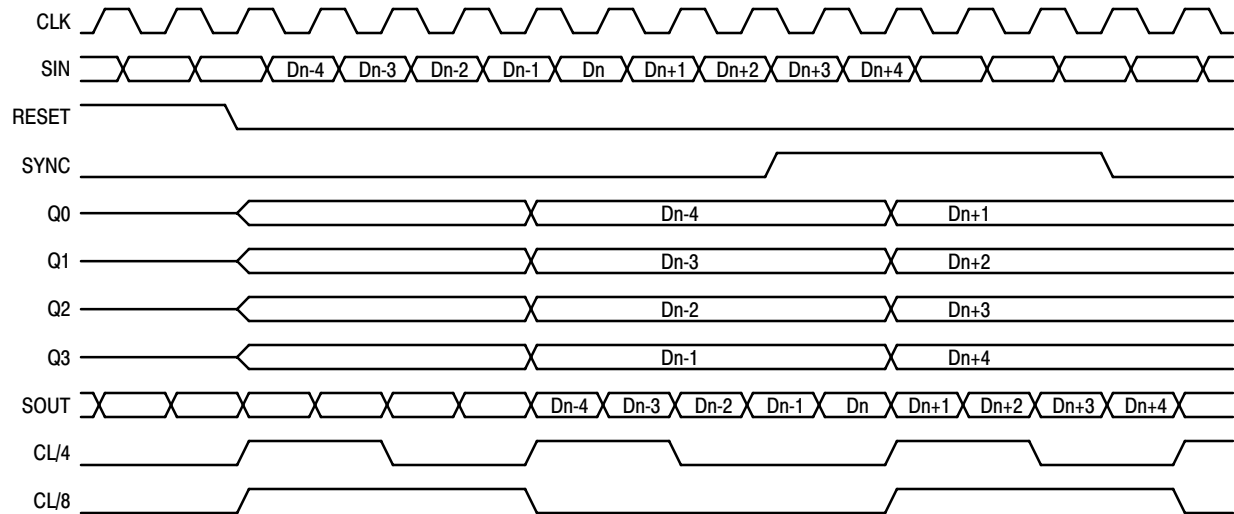 CLK
SIN Dn-4 Dn-3 Dn-2 Dn-1 Dn Dn+1 Dn+2 Dn+3 Dn+4
RESET
SYNC
Q0 Dn-4 Dn+1
Q1 Dn-3 Dn+2
Q2 Dn-2 Dn+3
Q3 Dn-1 Dn+4
SOUT Dn-4 Dn-3 Dn-2 Dn-1 Dn Dn+1 Dn+2 Dn+3 Dn+4
CL/4
CL/8